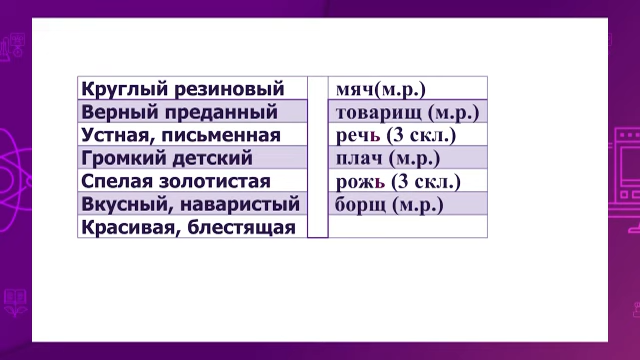 Круглый резиновый мяч(м.р.)
Верный преданный товарищ (м.р.)
Устная, письменная речь (3 скл.)
Громкий детский плач (м.р.)
Спелая золотистая рожь (3 скл.)
Вкусный, наваристый борщ (м.р.)
Красивая, блестящая